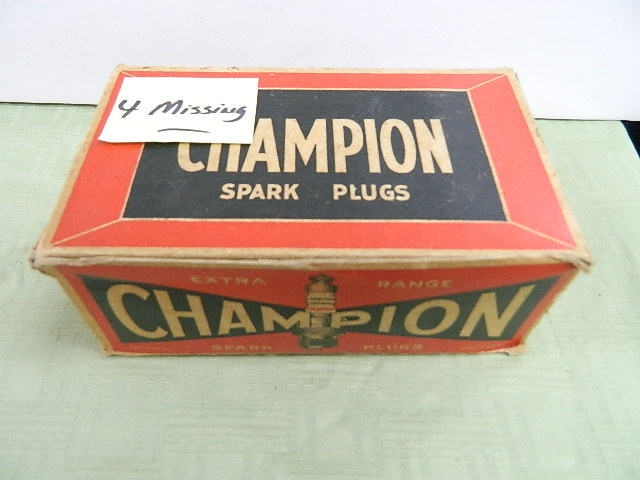 4 Missing
CHAMPION
SPARK PLUGS
EXTRA RANGE
CHAMPION
SPARK PLUGS